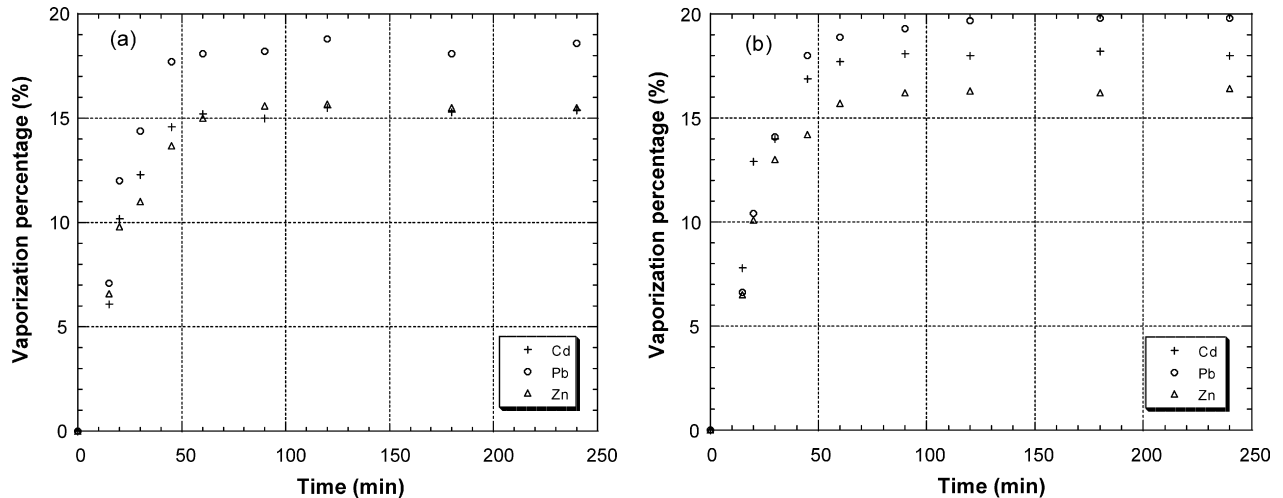 (a)
Vaporization percentage (%)
20
15
10
5
0
0 50 100 150 200 250
Time (min)
Cd
Pb
Zn
(b)
Vaporization percentage (%)
20
15
10
5
0
0 50 100 150 200 250
Time (min)
Cd
Pb
Zn